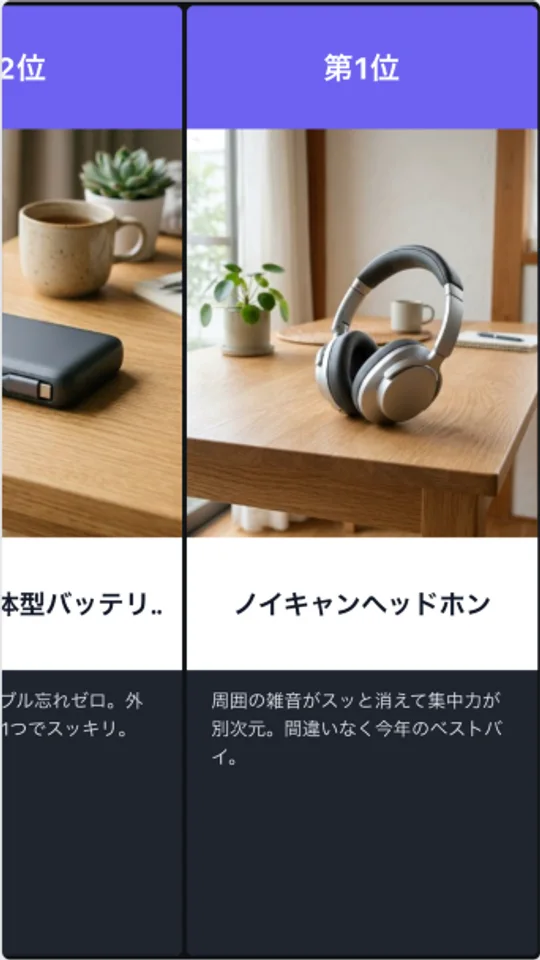 2位
体型バッテリ..
ブル忘れゼロ。外
1つでスッキリ。
第1位
ノイキャンヘッドホン
周囲の雑音がスッと消えて集中力が
別次元。間違いなく今年のベストバ
イ。